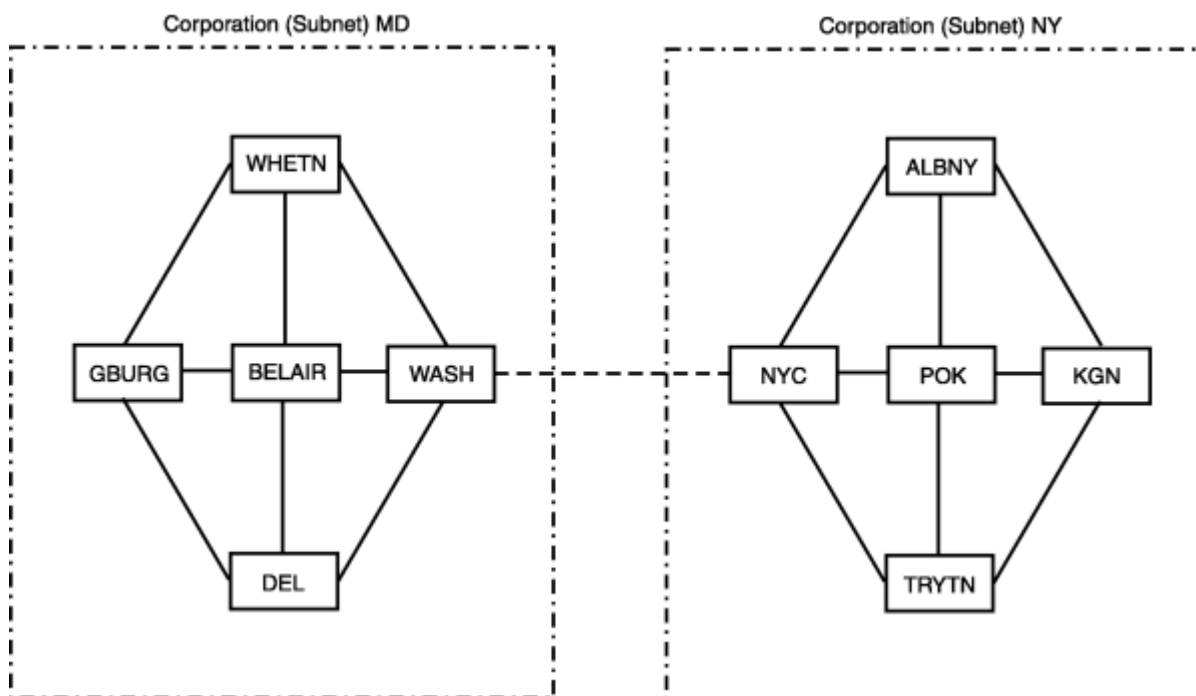 Corporation (Subnet) MD
Corporation (Subnet) NY
WHETN
ALBNY
GBURG
BELAIR
WASH
NYC
POK
KGN
DEL
TRYTN